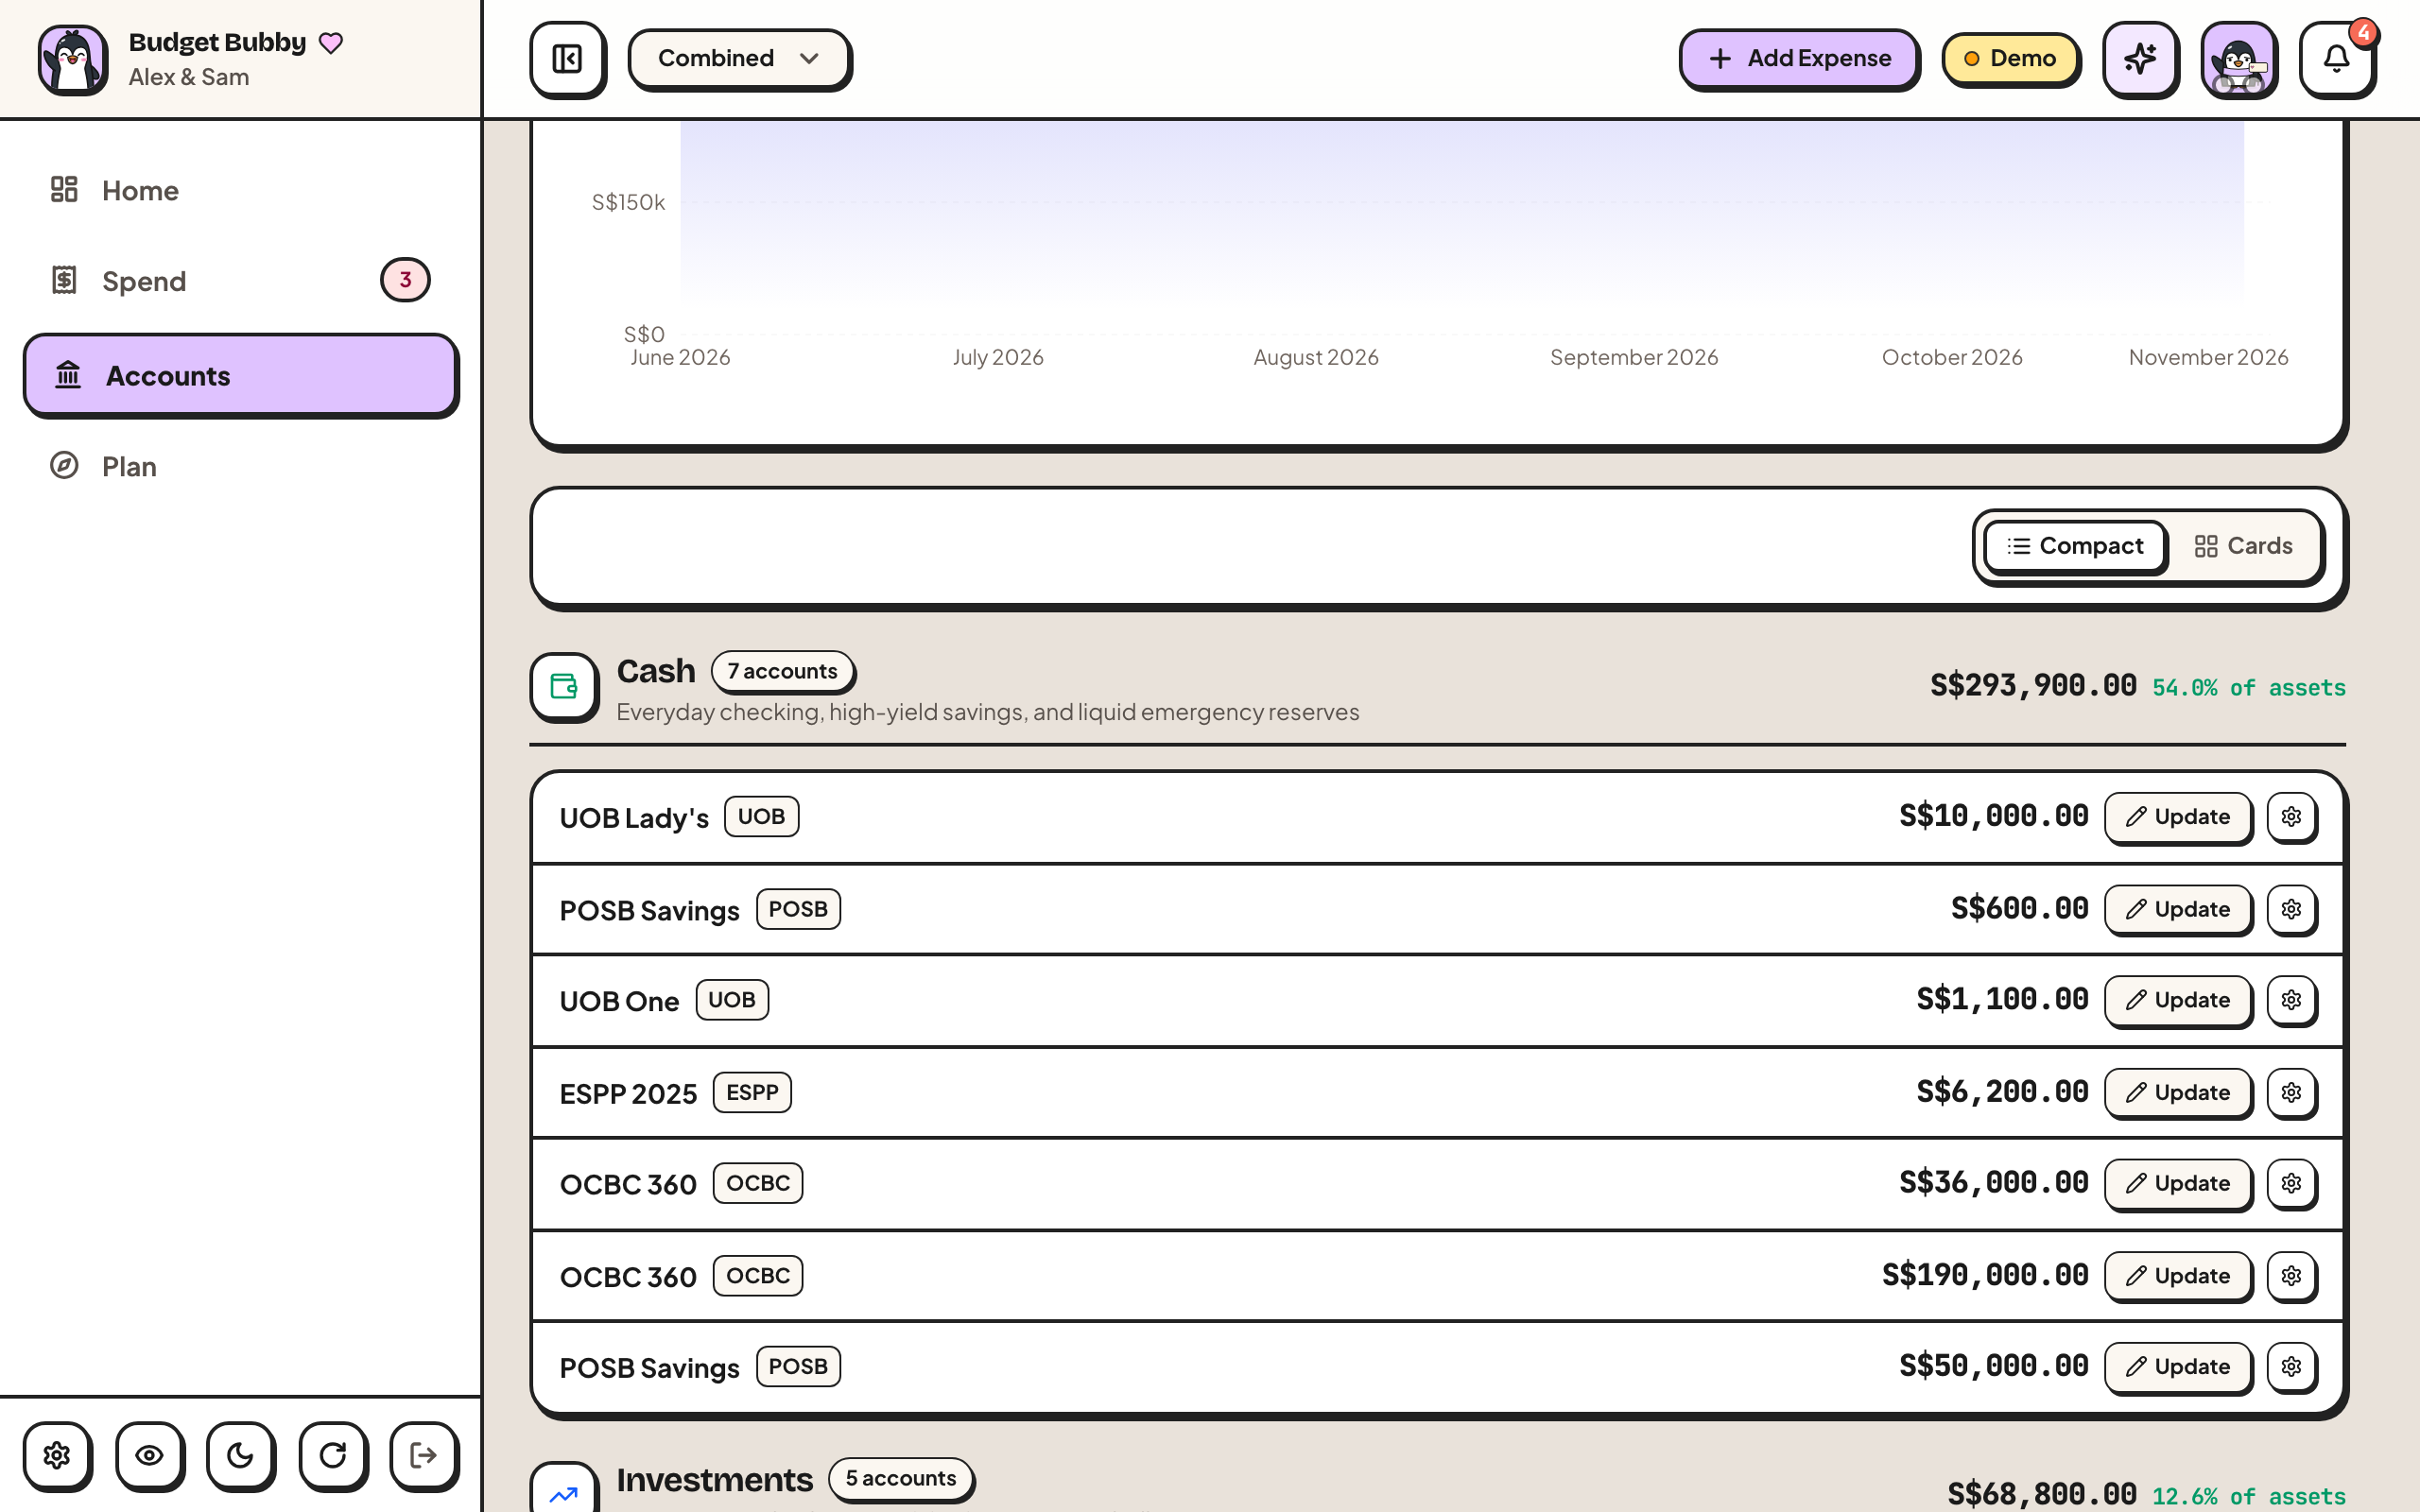 Budget Bubby
Alex & Sam
Home
Spend
3
Accounts
Plan
Combined
Add Expense
Demo
4
S$150k
S$0
June 2026
July 2026
August 2026
September 2026
October 2026
November 2026
Compact
Cards
Cash
7 accounts
Everyday checking, high-yield savings, and liquid emergency reserves
S$293,900.00 54.0% of assets
UOB Lady's UOB S$10,000.00 Update
POSB Savings POSB S$600.00 Update
UOB One UOB S$1,100.00 Update
ESPP 2025 ESPP S$6,200.00 Update
OCBC 360 OCBC S$36,000.00 Update
OCBC 360 OCBC S$190,000.00 Update
POSB Savings POSB S$50,000.00 Update
Investments 5 accounts
S$68,800.00 12.6% of assets